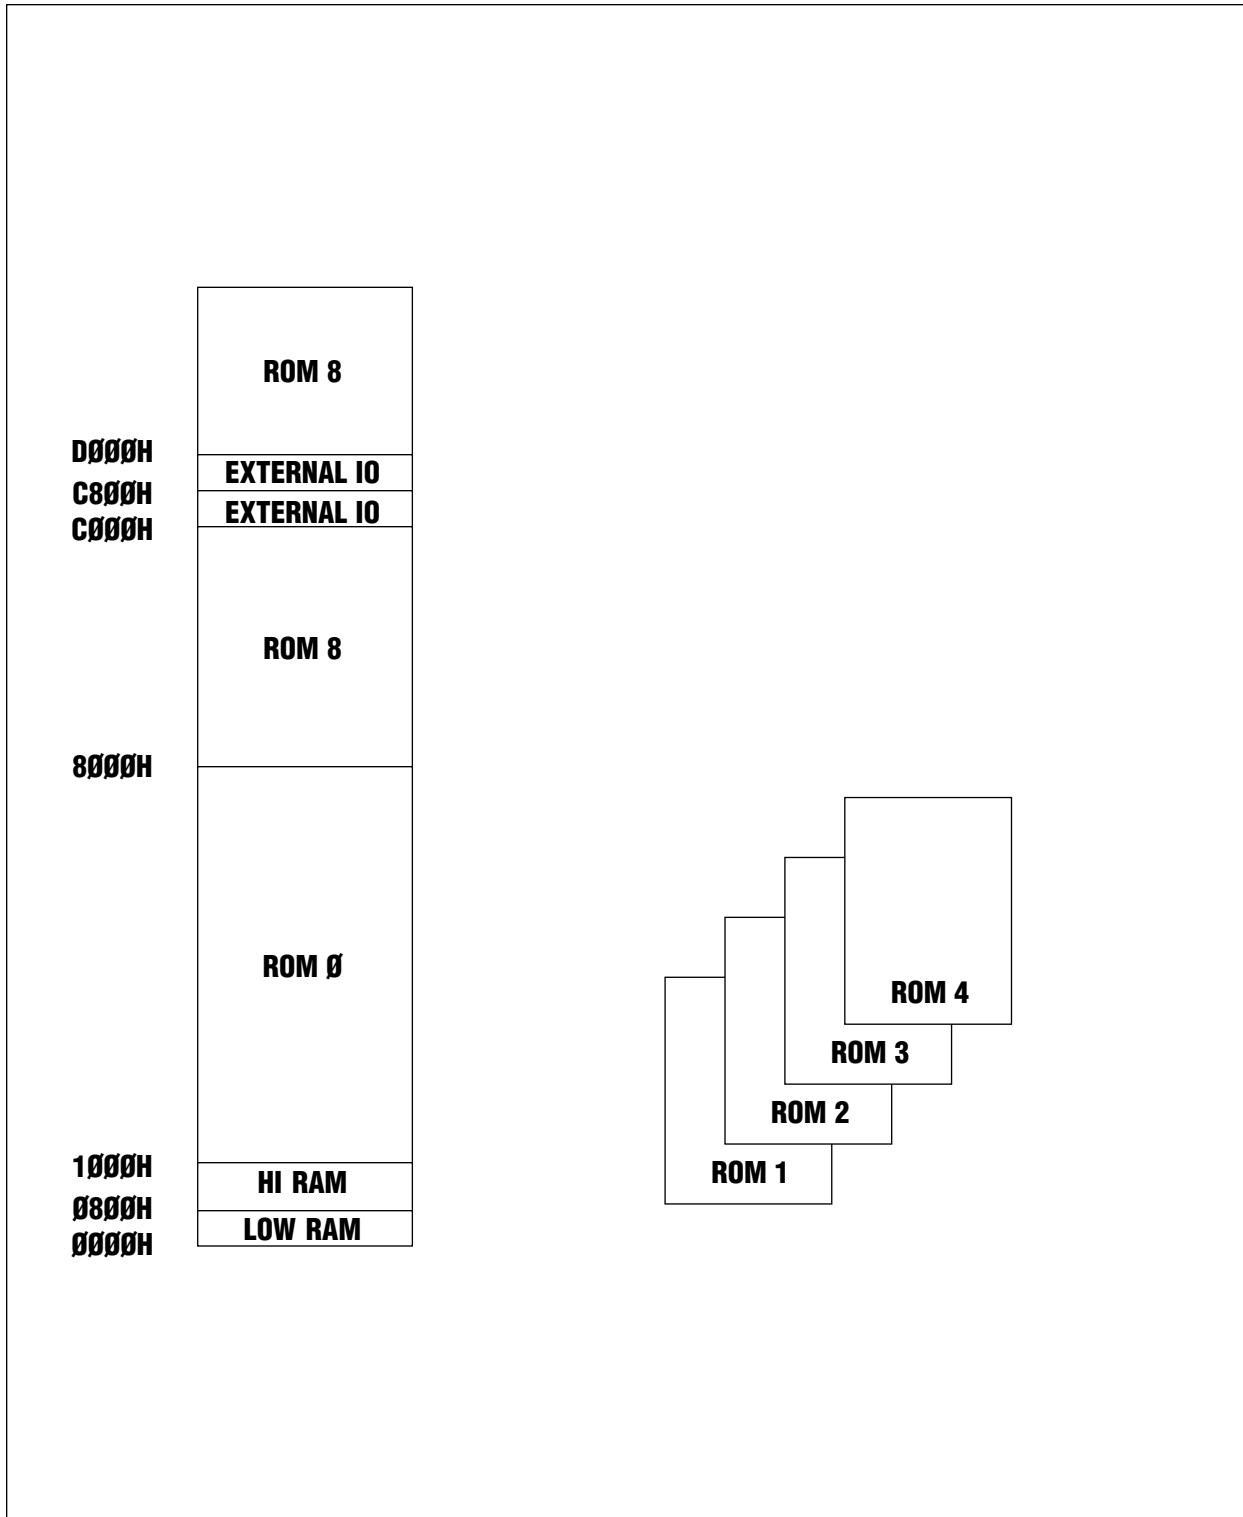 ROM 8
DØØØH
EXTERNAL IO
C8ØØH
EXTERNAL IO
CØØØH
ROM 8
8ØØØH
ROM Ø
ROM 4
ROM 3
ROM 2
1ØØØH
ROM 1
HI RAM
Ø8ØØH
LOW RAM
ØØØØH